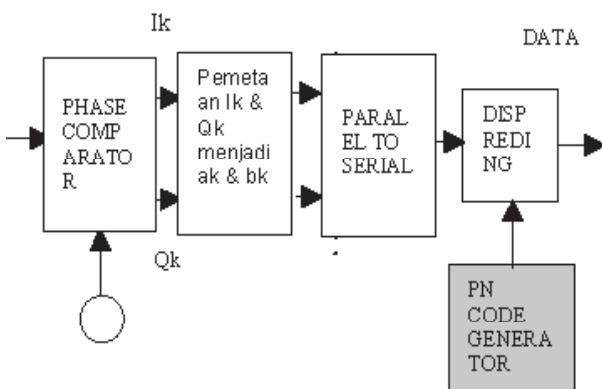 Ik
DATA
PHASE
COMP
ARATO
R
Pemeta
an Ik &
Qk
menjadi
ak & bk
PARAL
EL TO
SERIAL
DISP
REDI
NG
Qk
PN
CODE
GENERA
TOR